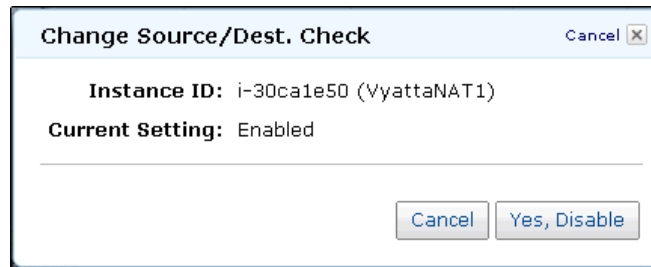 Change Source/Dest. Check Cancel
Instance ID: i-30ca1e50 (VyattaNAT1)
Current Setting: Enabled
Cancel Yes, Disable